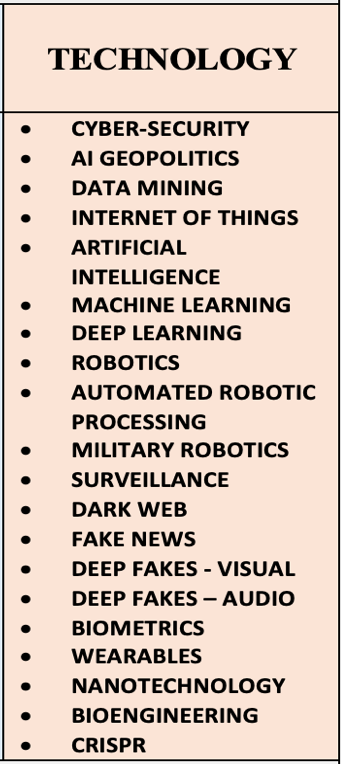 TECHNOLOGY
• CYBER-SECURITY
• AI GEOPOLITICS
• DATA MINING
• INTERNET OF THINGS
• ARTIFICIAL
INTELLIGENCE
• MACHINE LEARNING
• DEEP LEARNING
• ROBOTICS
• AUTOMATED ROBOTIC
PROCESSING
• MILITARY ROBOTICS
• SURVEILLANCE
• DARK WEB
• FAKE NEWS
• DEEP FAKES - VISUAL
• DEEP FAKES – AUDIO
• BIOMETRICS
• WEARABLES
• NANOTECHNOLOGY
• BIOENGINEERING
• CRISPR